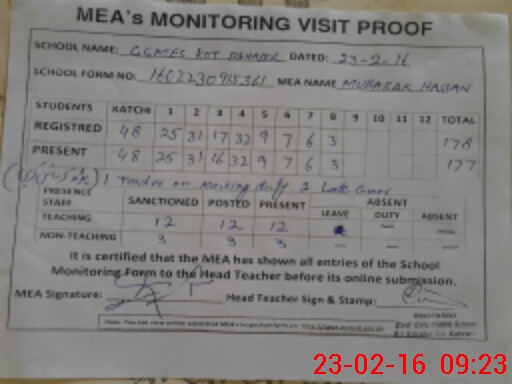 MEA's MONITORING VISIT PROOF
SCHOOL NAME: GGMES KOT DATED: 23-2-16
SCHOOL FORM NO: MEA NAME MUBARAK HASSAN
STUDENTS KATCHI 1 2 3 4 5 6 7 8 9 10 11 12 TOTAL
REGISTRED 48 25 31 17 32 9 7 6 3 178
PRESENT 48 25 31 16 32 9 7 6 3 177
1 Teacher on marking duty 2 Late Comer
PRESENCE STAFF SANCTIONED POSTED PRESENT ABSENT
LEAVE DUTY ABSENT
TEACHING 12 12 12 - -
NON-TEACHING 3 3 3 - - -
It is certified that the MEA has shown all entries of the School
Monitoring Form to the Head Teacher before its online submission.
MEA Signature: Head Teacher Sign & Stamp:
23-02-16 09:23